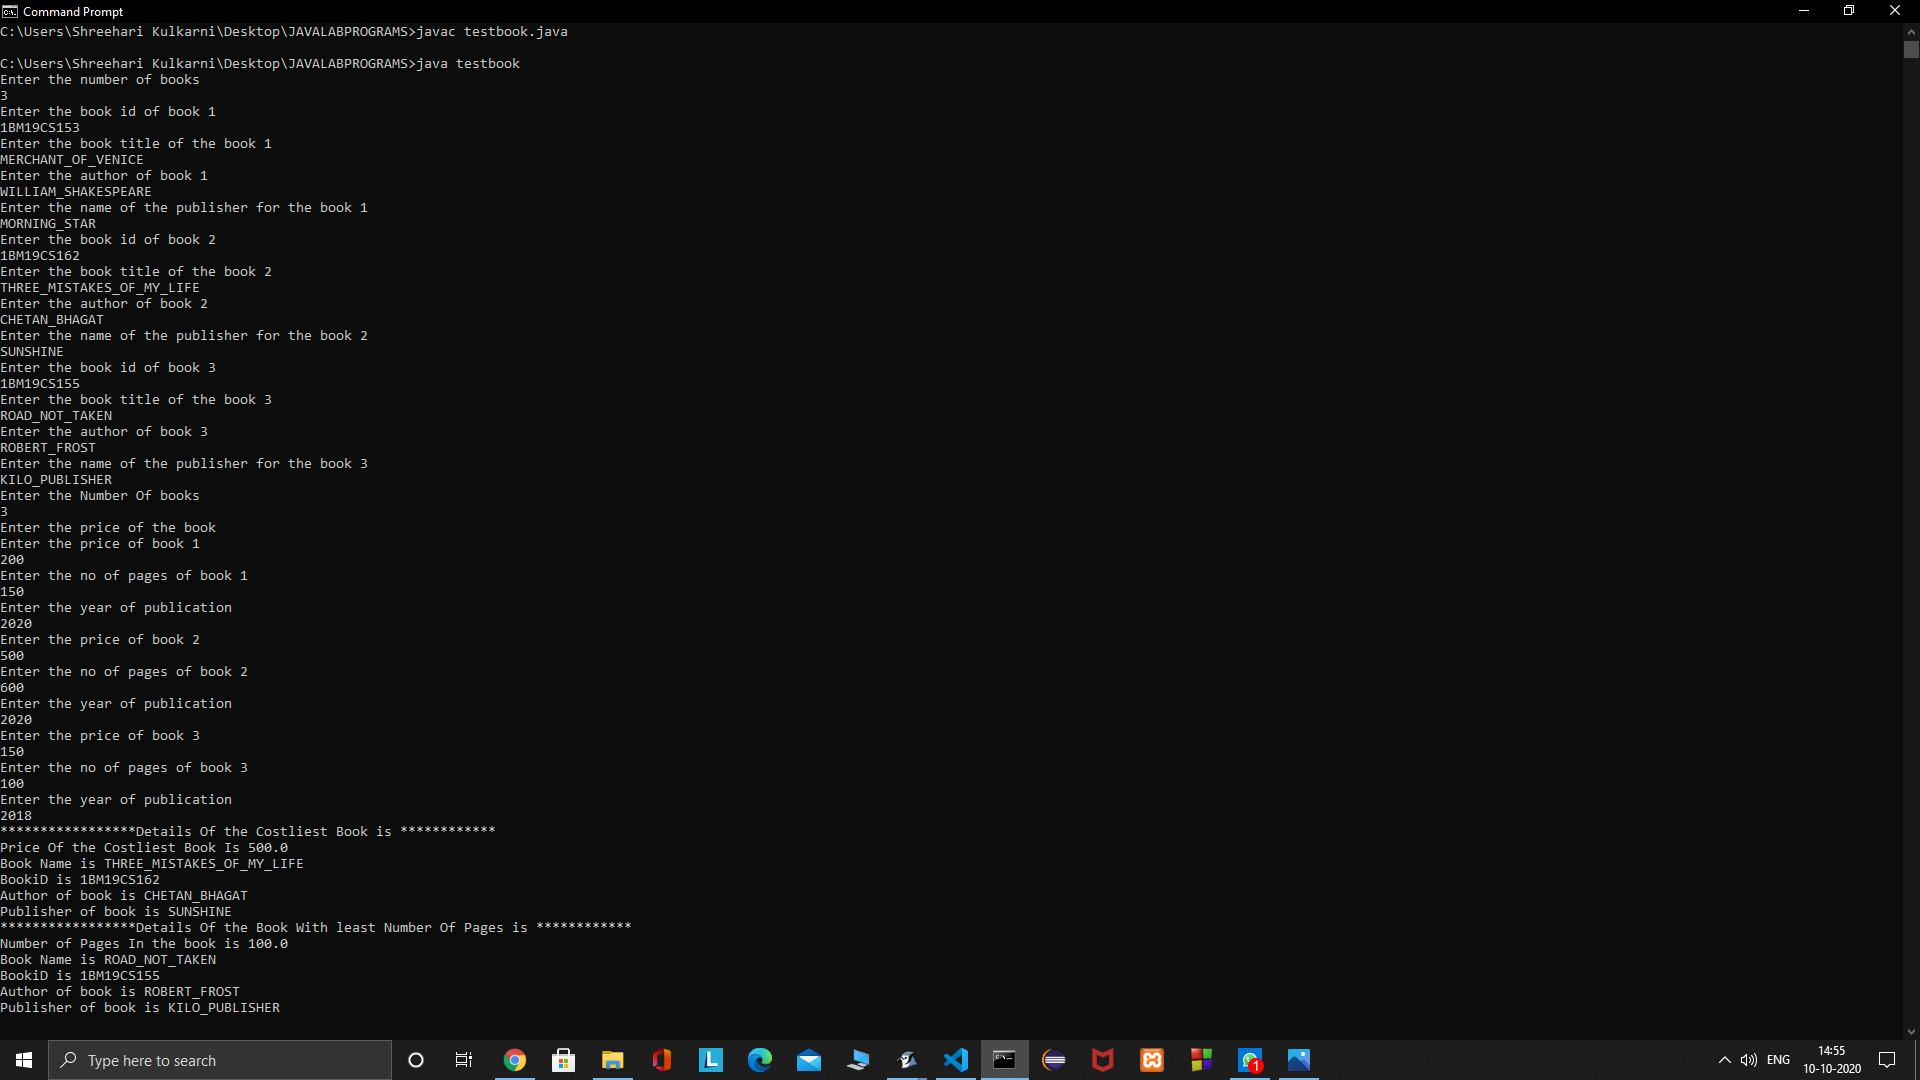 Command Prompt
C:\Users\Shreehari Kulkarni\Desktop\JAVALABPROGRAMS>javac testbook.java
C:\Users\Shreehari Kulkarni\Desktop\JAVALABPROGRAMS>java testbook
Enter the number of books
3
Enter the book id of book 1
1BM19CS153
Enter the book title of the book 1
MERCHANT_OF_VENICE
Enter the author of book 1
WILLIAM_SHAKESPEARE
Enter the name of the publisher for the book 1
MORNING_STAR
Enter the book id of book 2
1BM19CS162
Enter the book title of the book 2
THREE_MISTAKES_OF_MY_LIFE
Enter the author of book 2
CHETAN_BHAGAT
Enter the name of the publisher for the book 2
SUNSHINE
Enter the book id of book 3
1BM19CS155
Enter the book title of the book 3
ROAD_NOT_TAKEN
Enter the author of book 3
ROBERT_FROST
Enter the name of the publisher for the book 3
KILO_PUBLISHER
Enter the Number Of books
3
Enter the price of the book
Enter the price of book 1
200
Enter the no of pages of book 1
150
Enter the year of publication
2020
Enter the price of book 2
500
Enter the no of pages of book 2
600
Enter the year of publication
2020
Enter the price of book 3
150
Enter the no of pages of book 3
100
Enter the year of publication
2018
*****************Details Of the Costliest Book is ************
Price Of the Costliest Book Is 500.0
Book Name is THREE_MISTAKES_OF_MY_LIFE
BookiD is 1BM19CS162
Author of book is CHETAN_BHAGAT
Publisher of book is SUNSHINE
*****************Details Of the Book With least Number Of Pages is ************
Number of Pages In the book is 100.0
Book Name is ROAD_NOT_TAKEN
BookiD is 1BM19CS155
Author of book is ROBERT_FROST
Publisher of book is KILO_PUBLISHER
Type here to search
L
1
ENG
14:55
10-10-2020